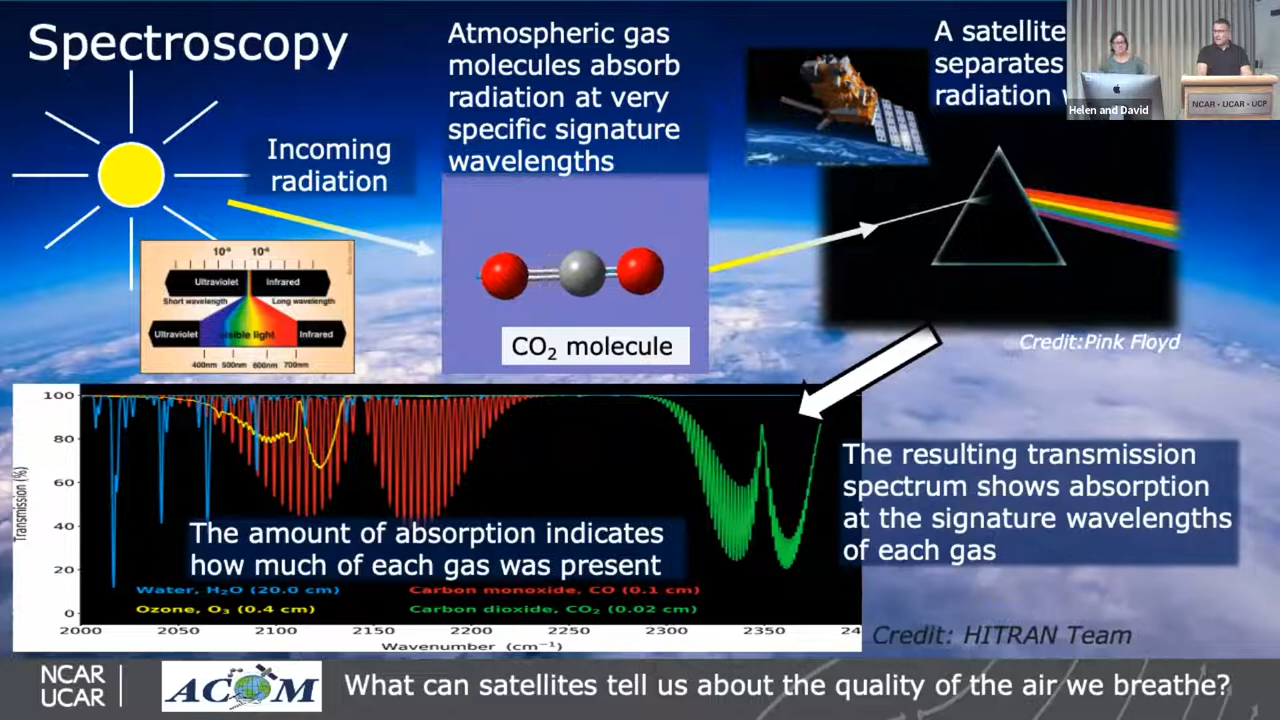 Spectroscopy
Atmospheric gas
molecules absorb
radiation at very
specific signature
wavelengths
A satellite
separates
radiation
Helen and David
NCAR • UCAR • UCP
Incoming
radiation
Ultraviolet
Infrared
Short wavelength
Long wavelength
Ultraviolet
visible light
Infrared
400nm 500nm 600nm 700nm
CO₂ molecule
Credit:Pink Floyd
100
80
60
40
20
0
Transmission (%)
The amount of absorption indicates
how much of each gas was present
Water, H₂O (20.0 cm)
Carbon monoxide, CO (0.1 cm)
Ozone, O₃ (0.4 cm)
Carbon dioxide, CO₂ (0.02 cm)
2000 2050 2100 2150 2200 2250 2300 2350 24
Wavenumber (cm⁻¹)
The resulting transmission
spectrum shows absorption
at the signature wavelengths
of each gas
Credit: HITRAN Team
NCAR
UCAR
ACOM
What can satellites tell us about the quality of the air we breathe?